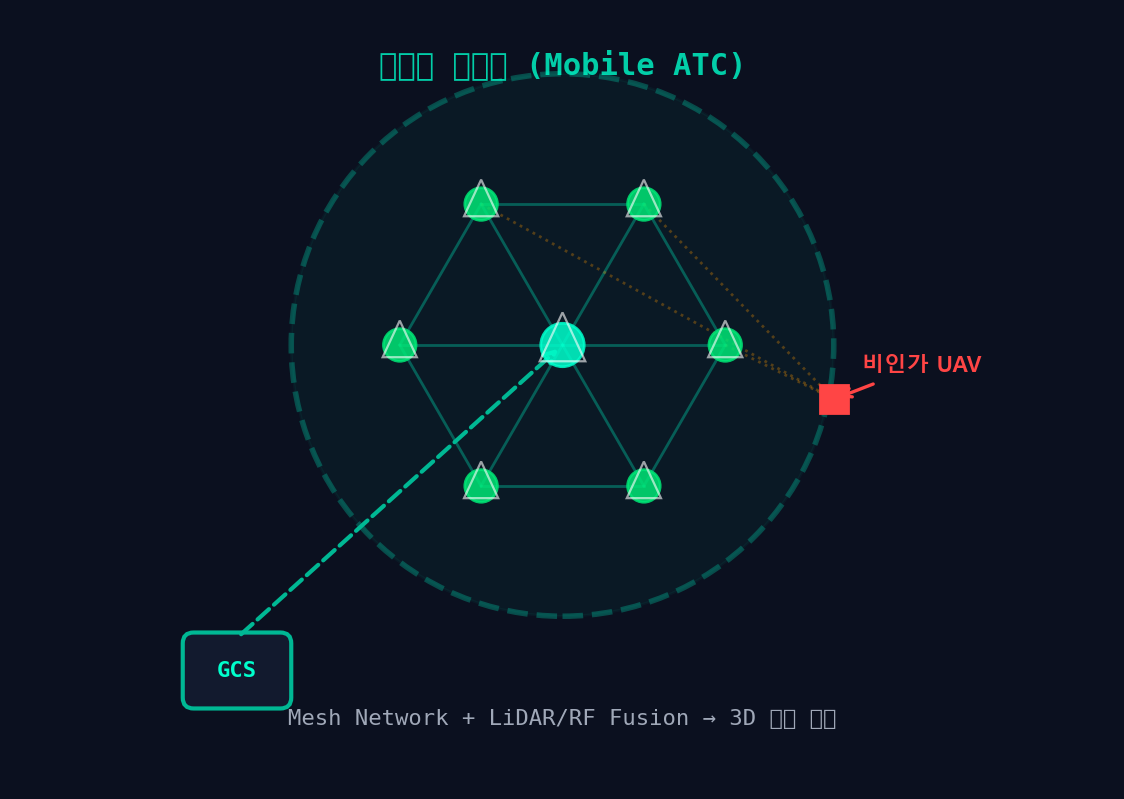 (Mobile ATC)
비인가 UAV
GCS
Mesh Network + LiDAR/RF Fusion → 3D